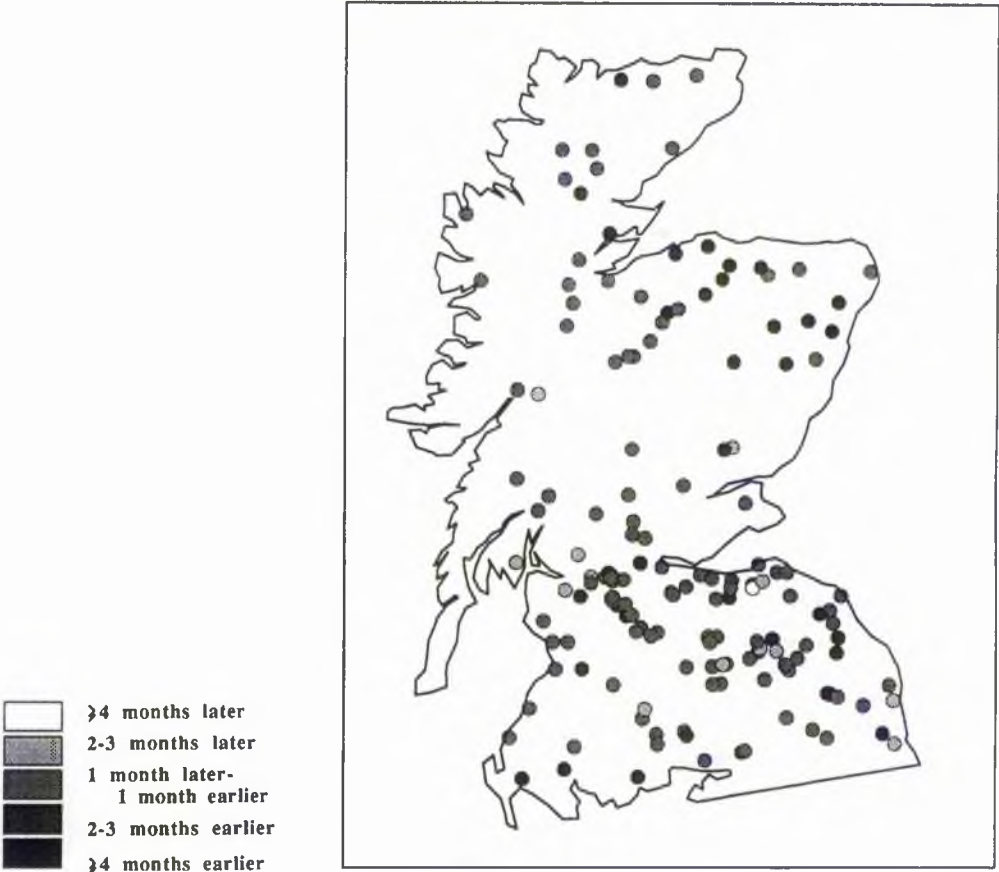 ⩾4 months later
2-3 months later
1 month later-
1 month earlier
2-3 months earlier
⩾4 months earlier